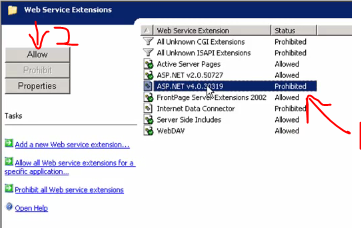 Web Service Extensions
2
Allow
Prohibit
Properties
Tasks
Add a new Web service extension...
Allow all Web service extensions for a
specific application...
Prohibit all Web service extensions
Open Help
Web Service Extension Status
All Unknown CGI Extensions Prohibited
All Unknown ISAPI Extensions Prohibited
Active Server Pages Allowed
ASP.NET v2.0.50727 Allowed
ASP.NET v4.0.30319 Prohibited
FrontPage Server Extensions 2002 Allowed
Internet Data Connector Prohibited
Server Side Includes Allowed
WebDAV Allowed